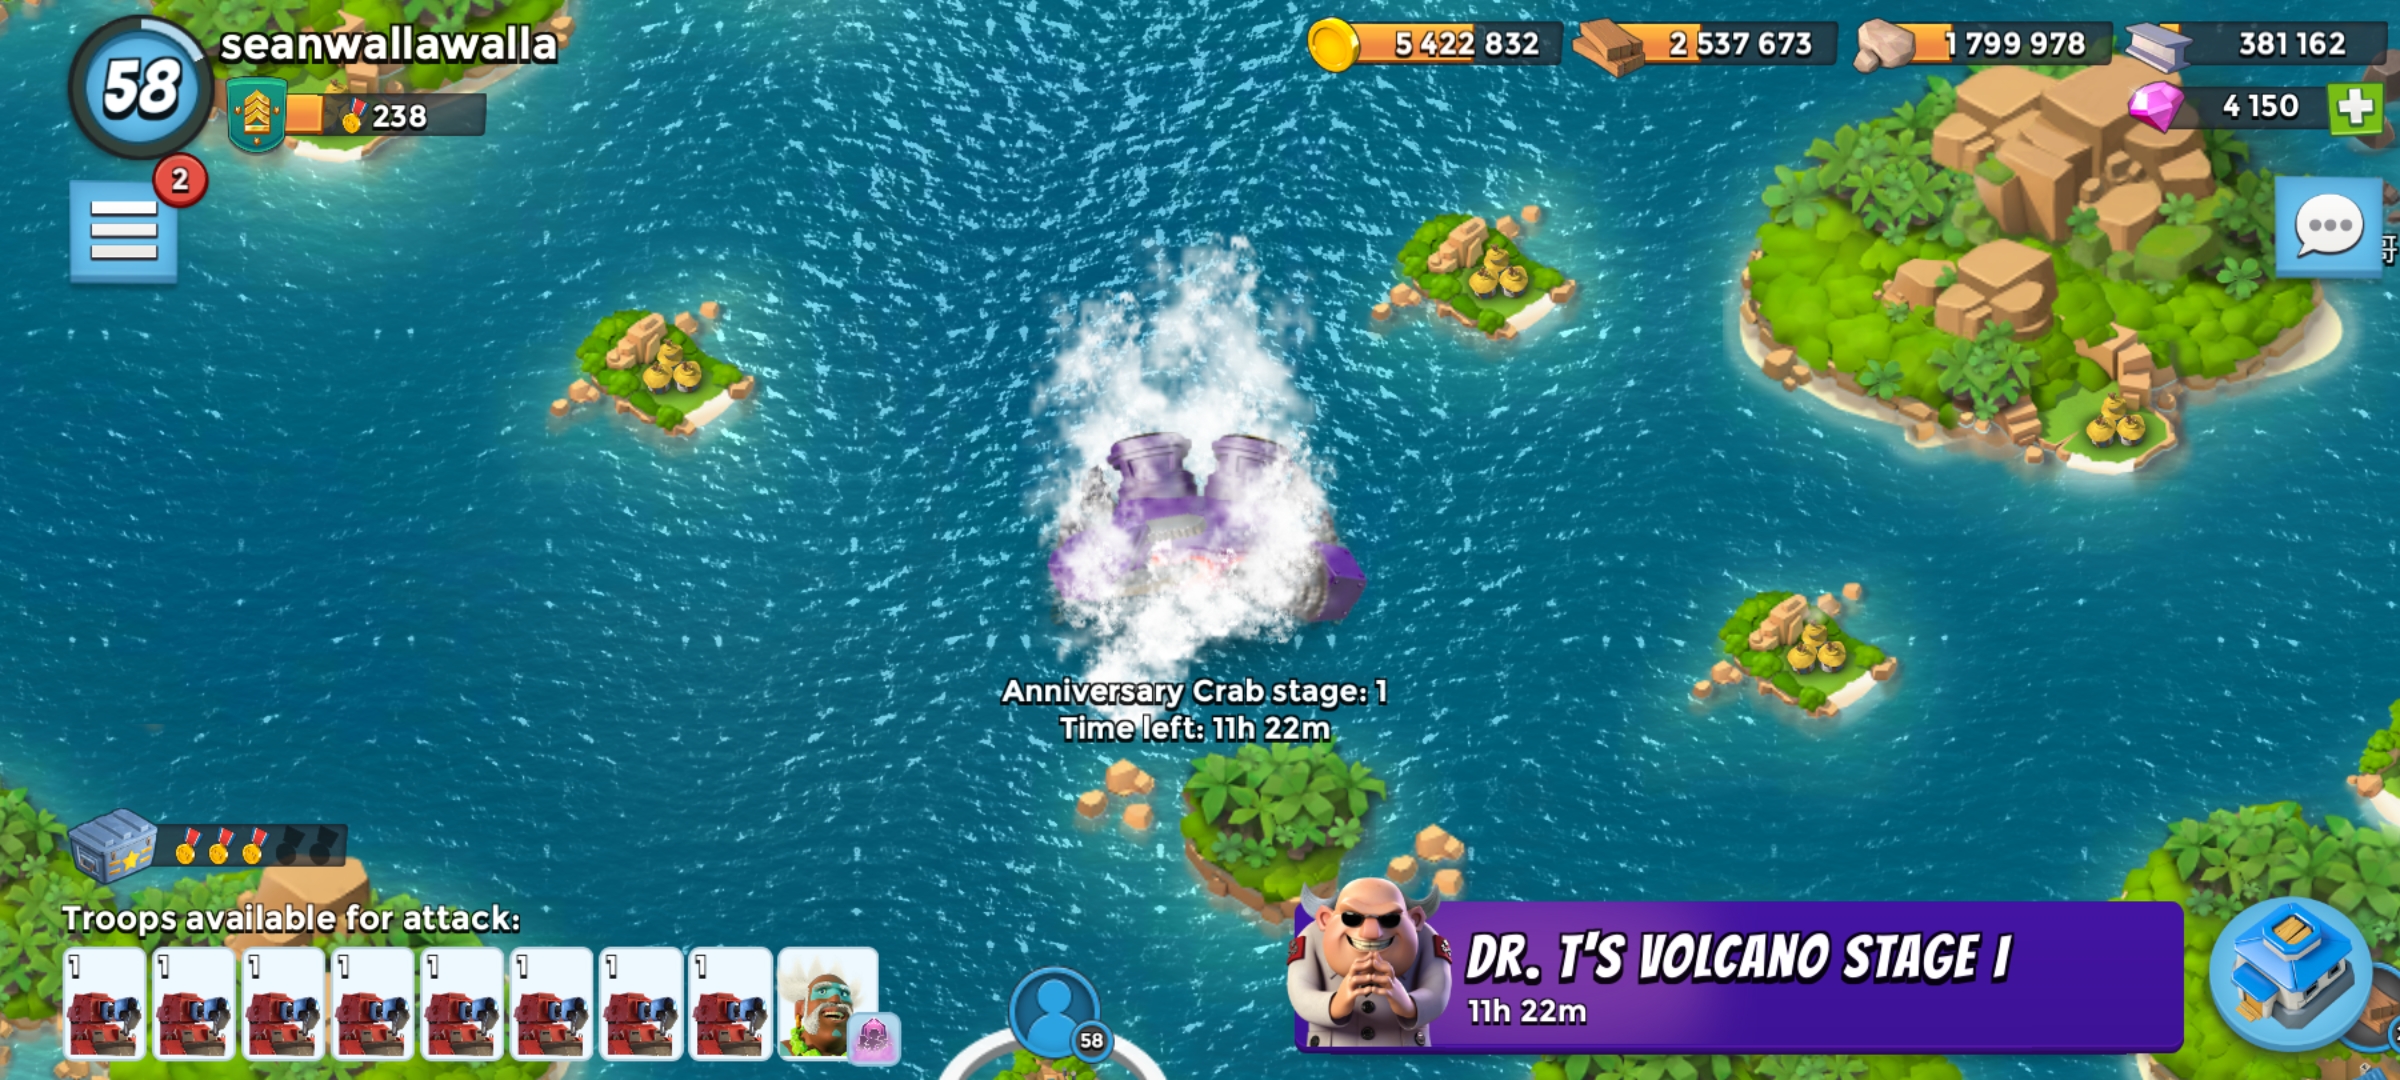 58
seanwallawalla
238
2
5 422 832
2 537 673
1 799 978
381 162
4 150
哥
Anniversary Crab stage: 1
Time left: 11h 22m
Troops available for attack:
1 1 1 1 1 1 1 1
58
DR. T'S VOLCANO STAGE I
11h 22m